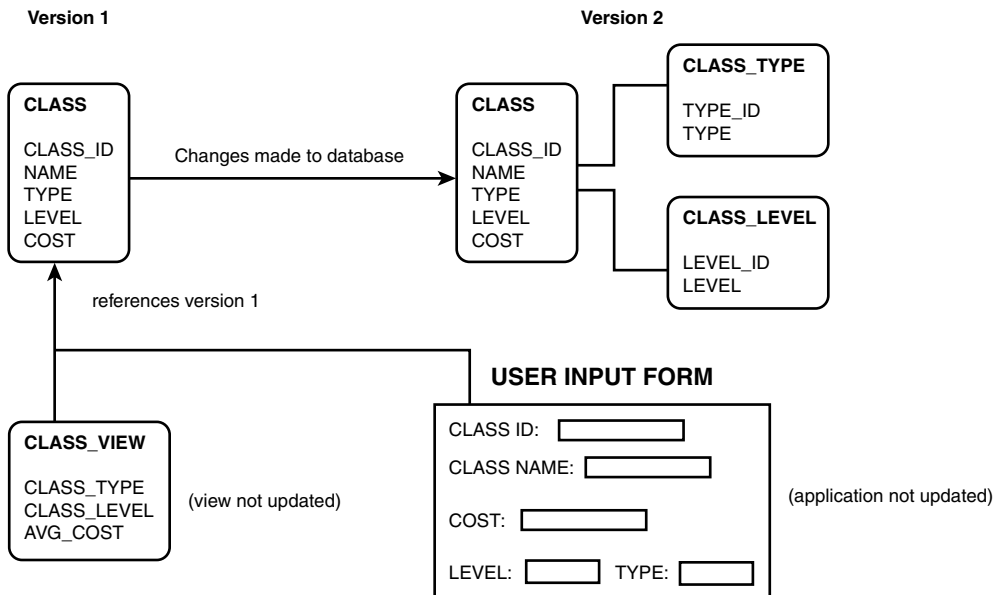 Version 1
Version 2
CLASS
CLASS_ID
NAME
TYPE
LEVEL
COST
Changes made to database
CLASS
CLASS_ID
NAME
TYPE
LEVEL
COST
CLASS_TYPE
TYPE_ID
TYPE
CLASS_LEVEL
LEVEL_ID
LEVEL
references version 1
CLASS_VIEW
CLASS_TYPE
CLASS_LEVEL
AVG_COST
(view not updated)
USER INPUT FORM
CLASS ID:
CLASS NAME:
COST:
LEVEL: TYPE:
(application not updated)